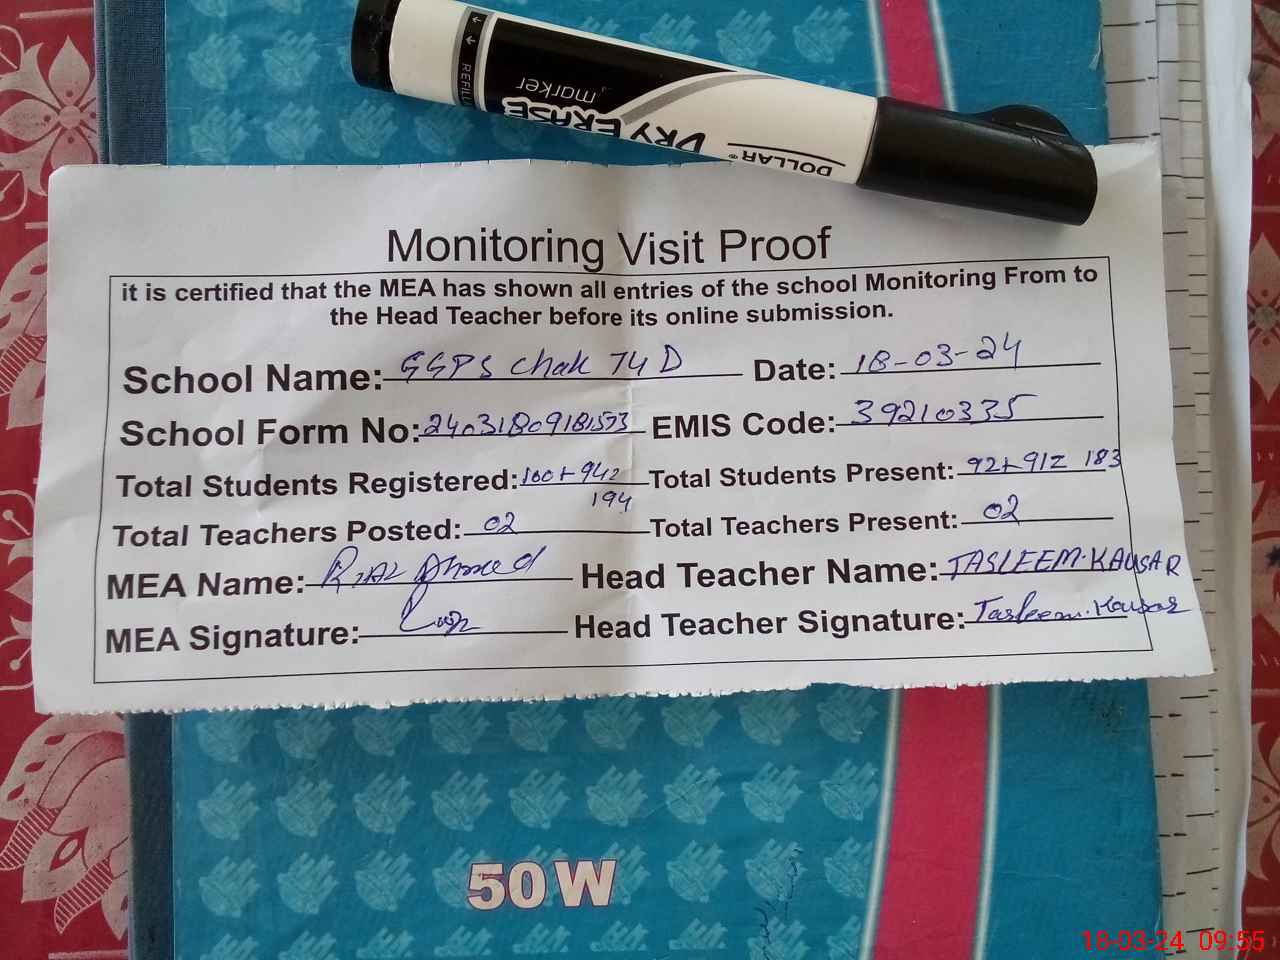 REFILL
marker
DRY ERASE
DOLLAR®
Monitoring Visit Proof
it is certified that the MEA has shown all entries of the school Monitoring From to
the Head Teacher before its online submission.
School Name: GGPS Chak 74 D Date: 18-03-24
School Form No: 24031809181573 EMIS Code: 39210335
Total Students Registered: 100+94= 194 Total Students Present: 92+91= 183
Total Teachers Posted: 02 Total Teachers Present: 02
MEA Name: Riaz Ahmed Head Teacher Name: TASLEEM.KAUSAR
MEA Signature: Head Teacher Signature: Tasleem.Kausar
50W
18-03-24 09:55